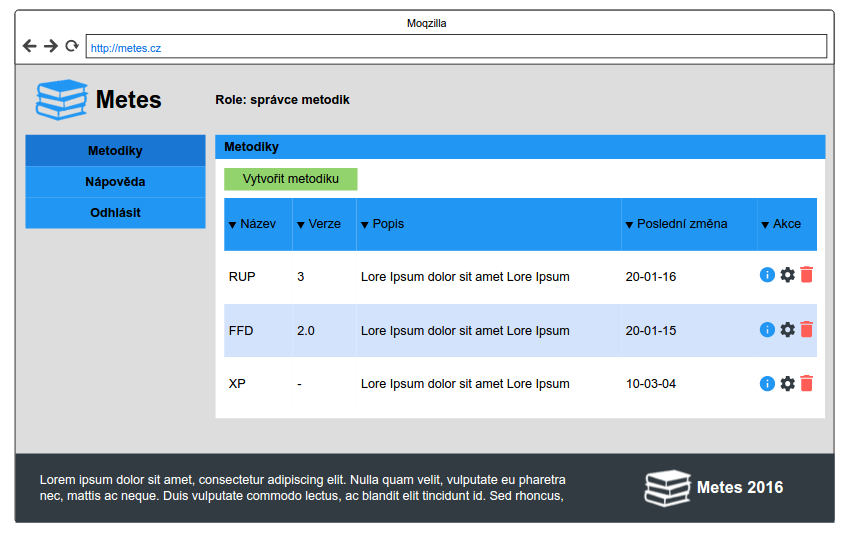 Moqzilla
http://metes.cz
Metes
Role: správce metodik
Metodiky
Nápověda
Odhlásit
Metodiky
Vytvořit metodiku
Název Verze Popis Poslední změna Akce
RUP 3 Lore Ipsum dolor sit amet Lore Ipsum 20-01-16
FFD 2.0 Lore Ipsum dolor sit amet Lore Ipsum 20-01-15
XP - Lore Ipsum dolor sit amet Lore Ipsum 10-03-04
Lorem ipsum dolor sit amet, consectetur adipiscing elit. Nulla quam velit, vulputate eu pharetra
nec, mattis ac neque. Duis vulputate commodo lectus, ac blandit elit tincidunt id. Sed rhoncus,
Metes 2016